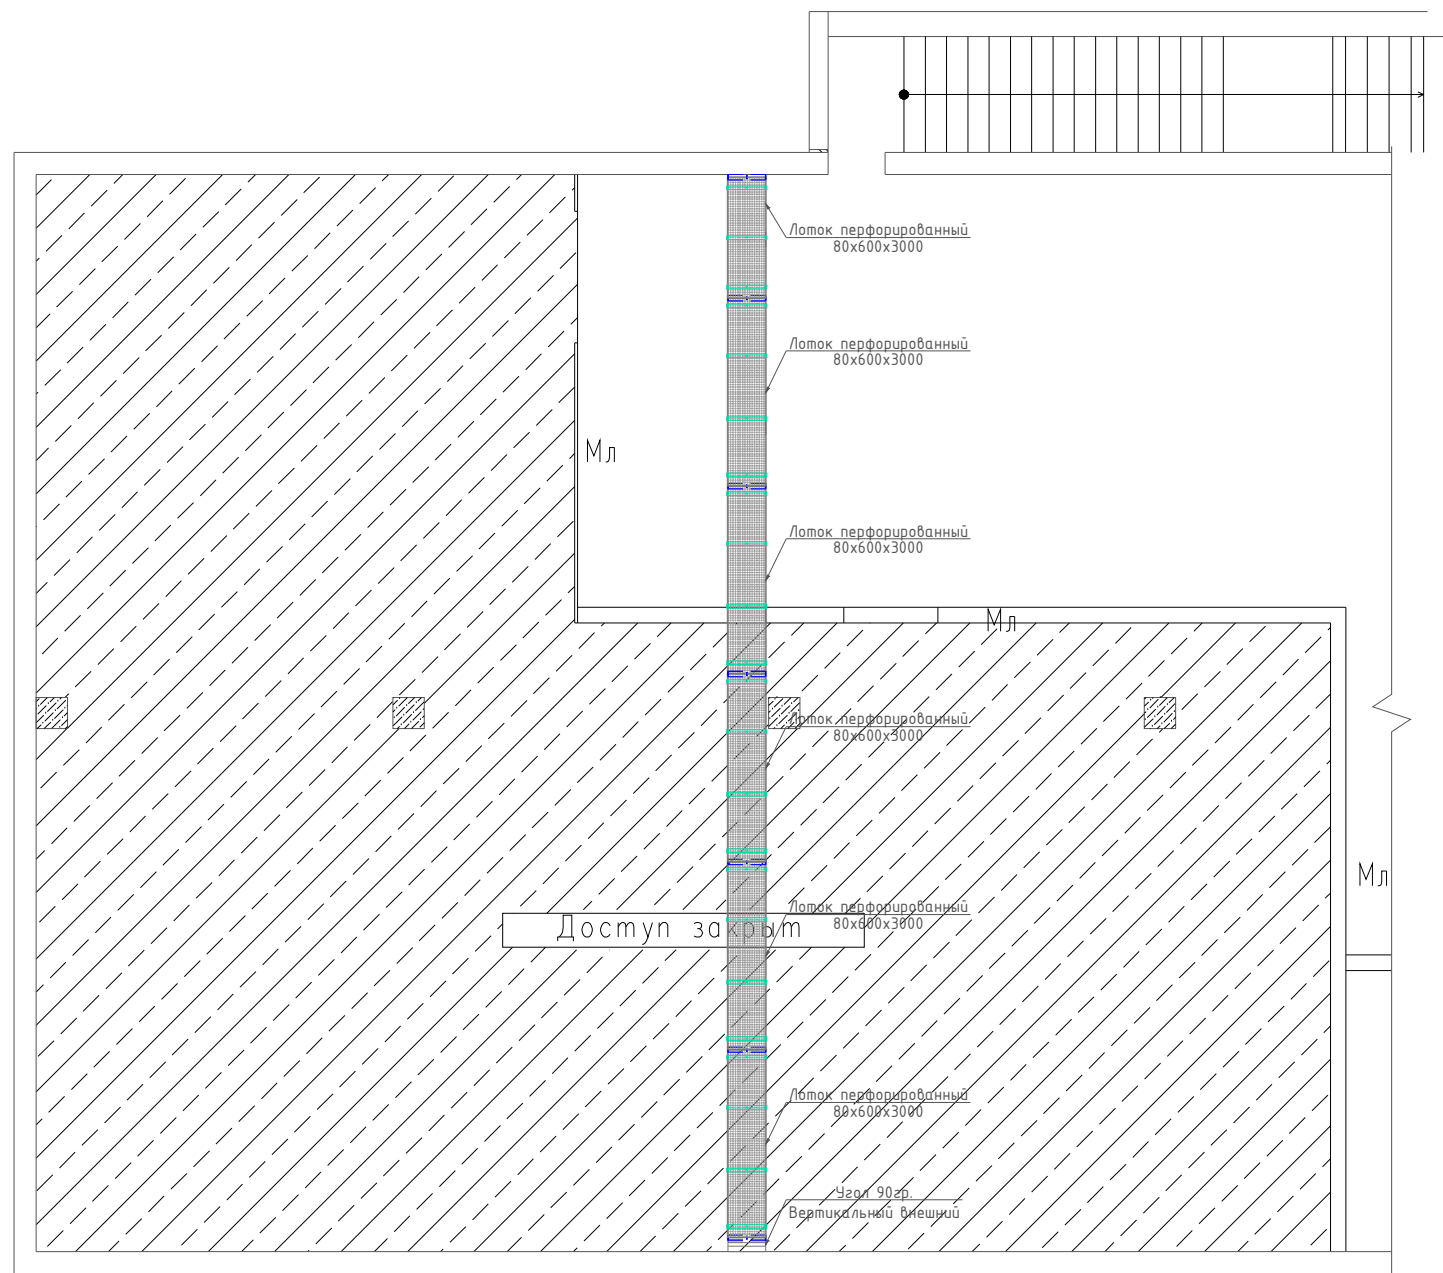 Лоток перфорированный
80х600х3000
Лоток перфорированный
80х600х3000
Мл
Лоток перфорированный
80х600х3000
Мл
Лоток перфорированный
80х600х3000
Мл
Лоток перфорированный
80х600х3000
Доступ закрыт
Лоток перфорированный
80х600х3000
Угол 90гр.
Вертикальный внешний